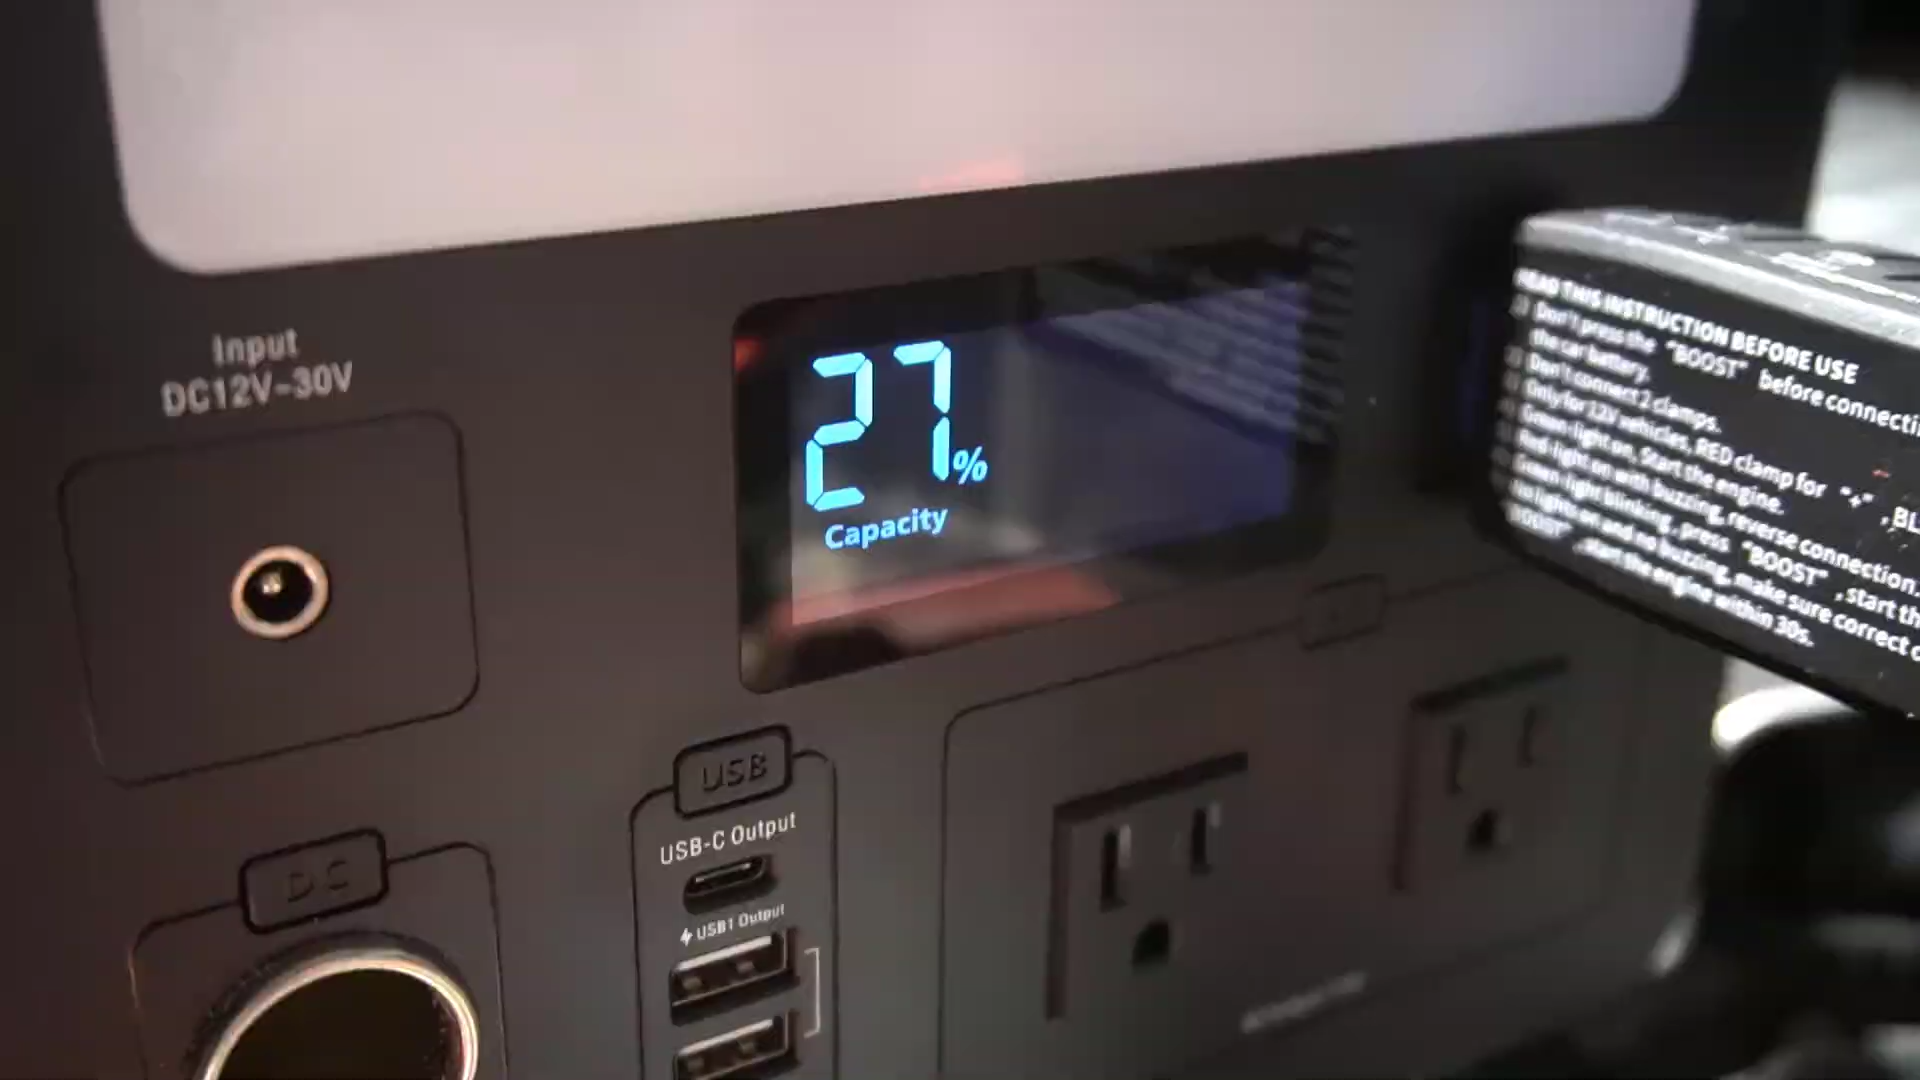 Input
DC12V~30V
27%
Capacity
USB
USB-C Output
USB1 Output
DC
READ THIS INSTRUCTION BEFORE USE
Don't press the "BOOST" before connecti
the car battery.
Don't connect 2 clamps.
Only for 12V vehicles, RED clamp for "+", BL
Green-light on, Start the engine.
Red-light on with buzzing, reverse connection,
Green-light blinking, press "BOOST", start th
No lights on and no buzzing, make sure correct c
BOOST", start the engine within 30s.